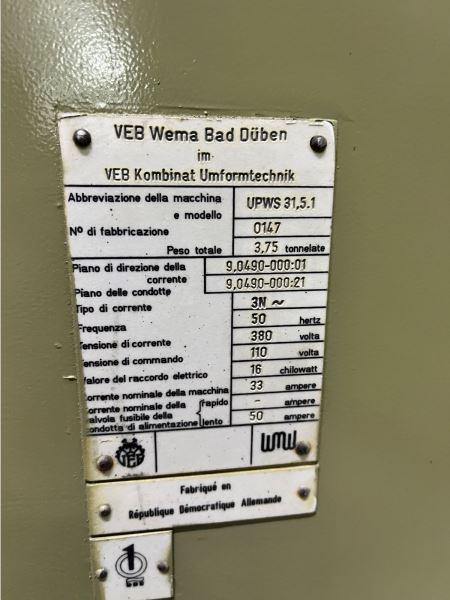 VEB Wema Bad Düben
im
VEB Kombinat Umformtechnik
Abbreviazione della macchina
e modello UPWS 31,5.1
Nº di fabbricazione 0147
Peso totale 3,75 tonnelate
Piano di direzione della
corrente 9.0490-000:01
Piano delle condotte 9.0490-000:21
Tipo di corrente 3N ~
Frequenza 50 hertz
Tensione di corrente 380 volta
Tensione di commando 110 volta
Valore del raccordo elettrico 16 chilowatt
Corrente nominale della macchina 33 ampere
Corrente nominale della rapido - ampere
valvola fusibile della
condotta di alimentazione lento 50 ampere
VEB WMW
Fabriqué en
République Démocratique Allemande
1